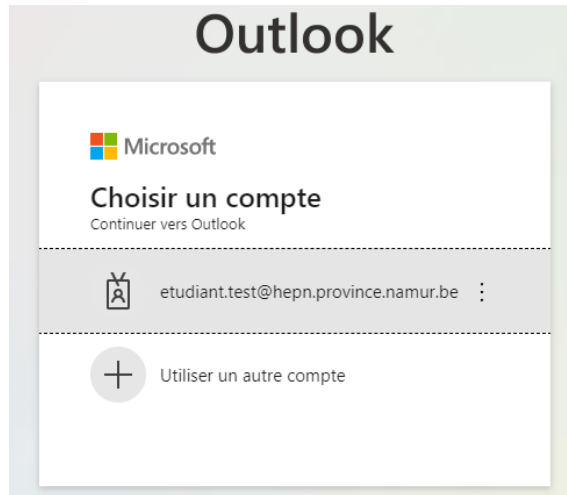 Outlook
Microsoft
Choisir un compte
Continuer vers Outlook
etudiant.test@hepn.province.namur.be
Utiliser un autre compte